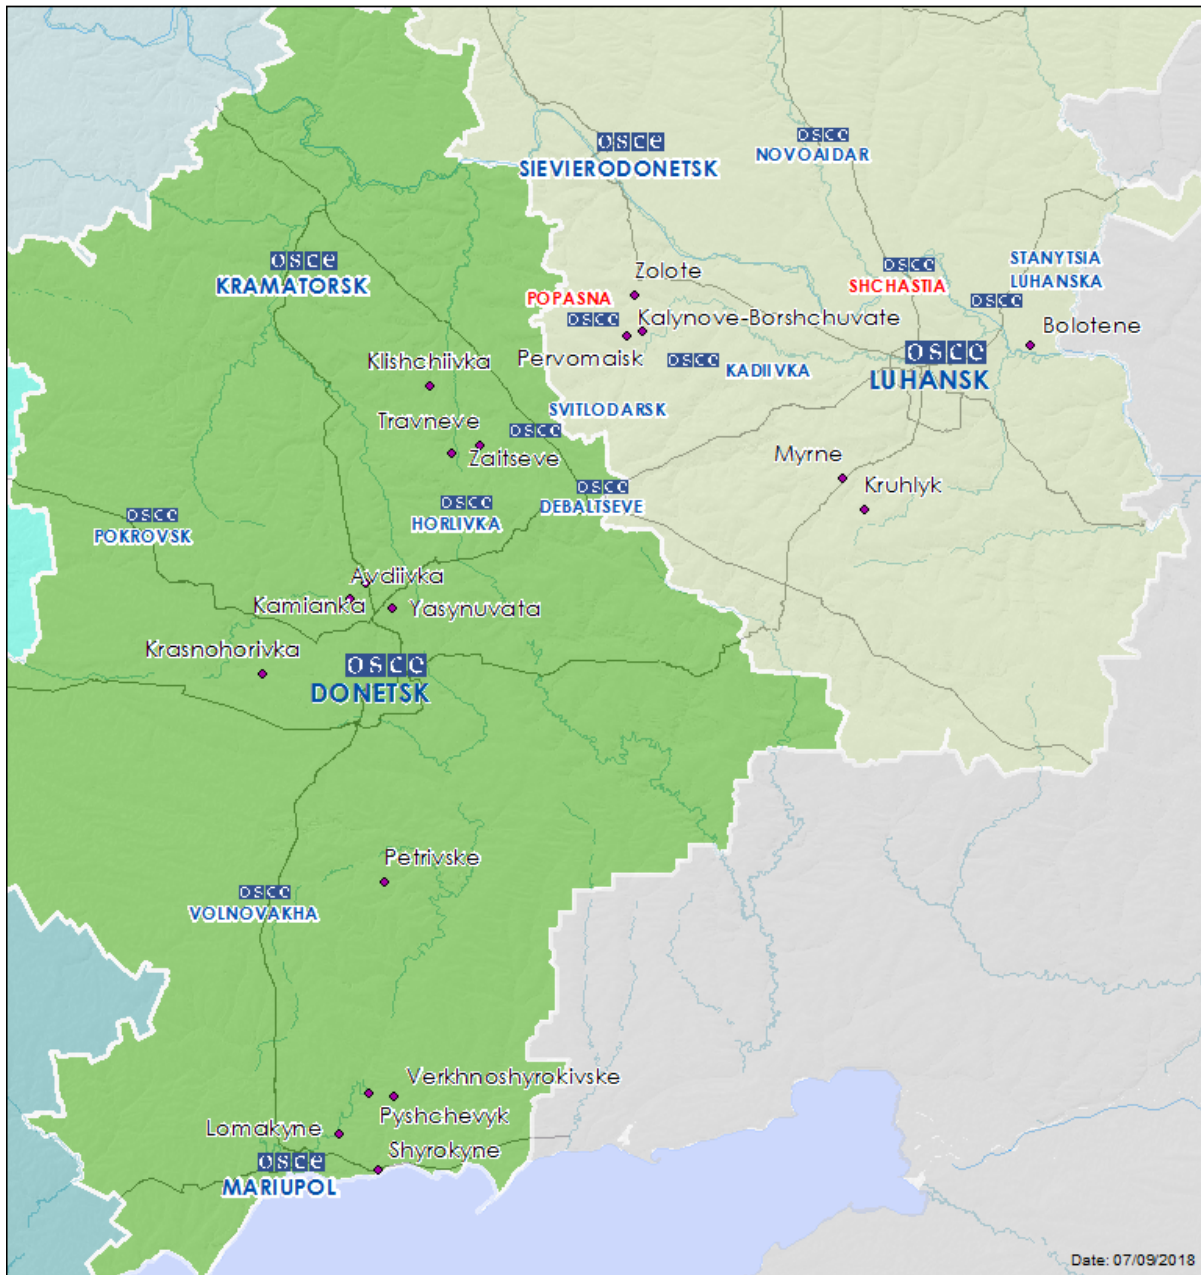 OSCE
SIEVIERODONETSK
OSCE
NOVOAIDAR
OSCE
KRAMATORSK
OSCE
SHCHASTIA
STANYTSIA
LUHANSKA
OSCE
Zolote
POPASNA
OSCE
Kalynove-Borshchuvate
Pervomaisk
OSCE
KADIIVKA
OSCE
LUHANSK
Bolotene
Klishchiivka
SVITLODARSK
OSCE
Travneve
Zaitseve
Myrne
Kruhlyk
OSCE
HORLIVKA
OSCE
DEBALTSEVE
OSCE
POKROVSK
Avdiivka
Kamianka
Yasynuvata
Krasnohorivka
OSCE
DONETSK
Petrivske
OSCE
VOLNOVAKHA
Verkhnoshyrokivske
Pyshchevyk
Lomakyne
Shyrokyne
OSCE
MARIUPOL
Date: 07/09/2018